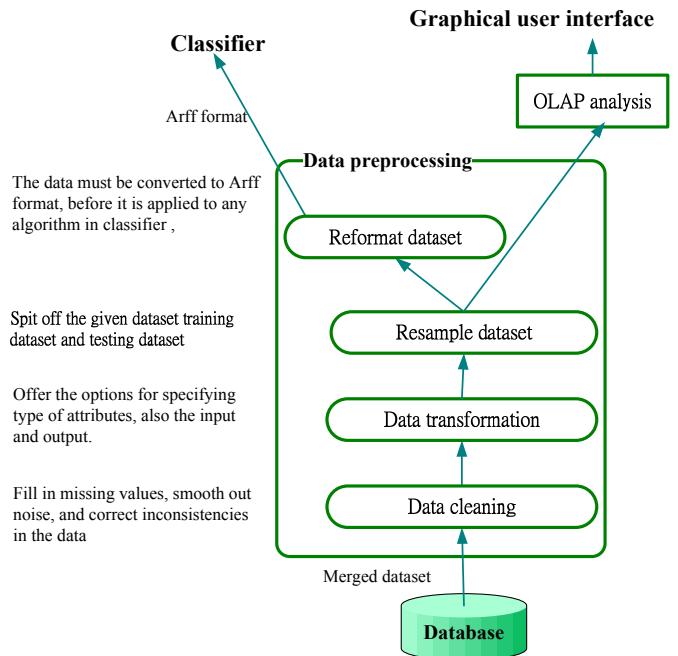 Graphical user interface
Classifier
OLAP analysis
Arff format
Data preprocessing
The data must be converted to Arff
format, before it is applied to any
algorithm in classifier ,
Reformat dataset
Spit off the given dataset training
dataset and testing dataset
Resample dataset
Offer the options for specifying
type of attributes, also the input
and output.
Data transformation
Fill in missing values, smooth out
noise, and correct inconsistencies
in the data
Data cleaning
Merged dataset
Database